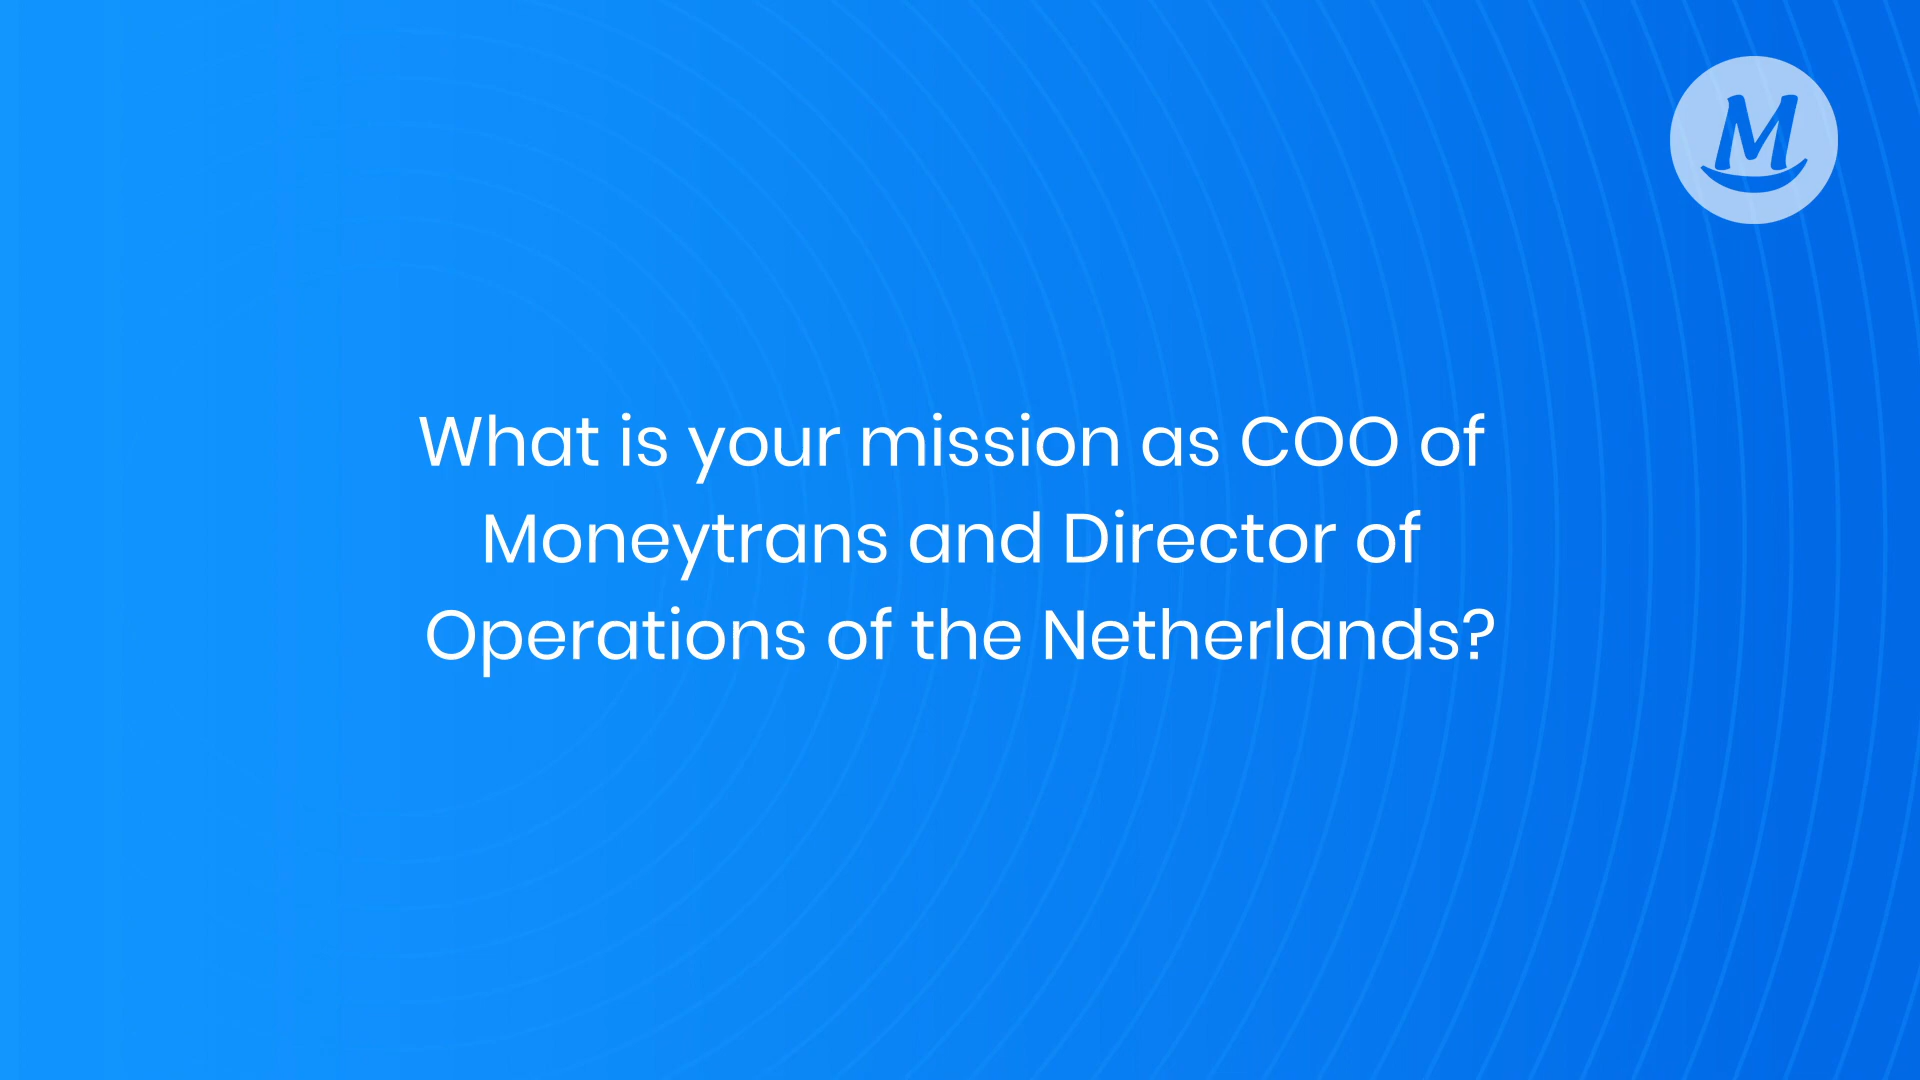 M
What is your mission as COO of
Moneytrans and Director of
Operations of the Netherlands?